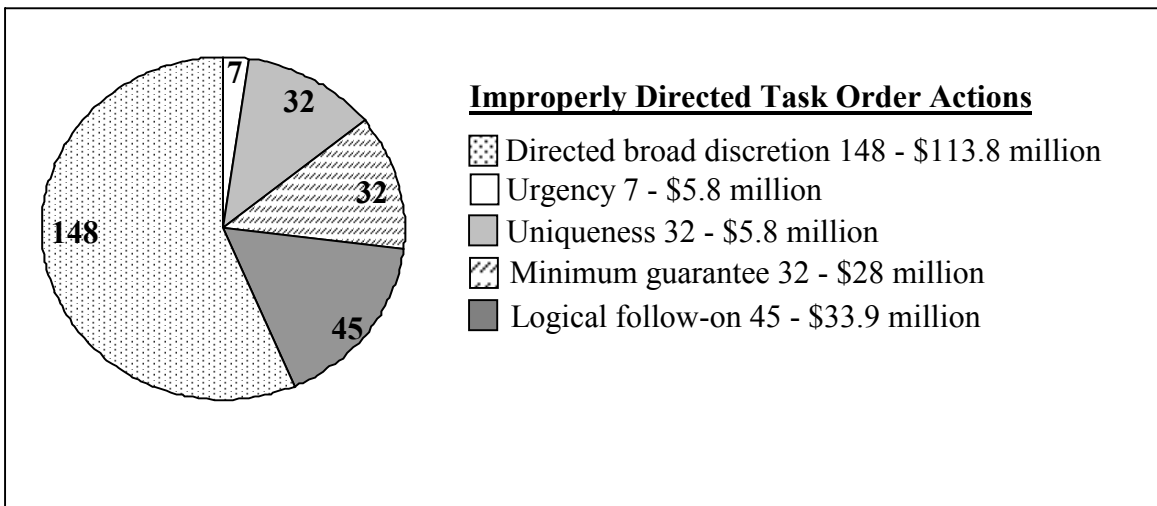 7
32
32
148
45
Improperly Directed Task Order Actions
Directed broad discretion 148 - $113.8 million
Urgency 7 - $5.8 million
Uniqueness 32 - $5.8 million
Minimum guarantee 32 - $28 million
Logical follow-on 45 - $33.9 million